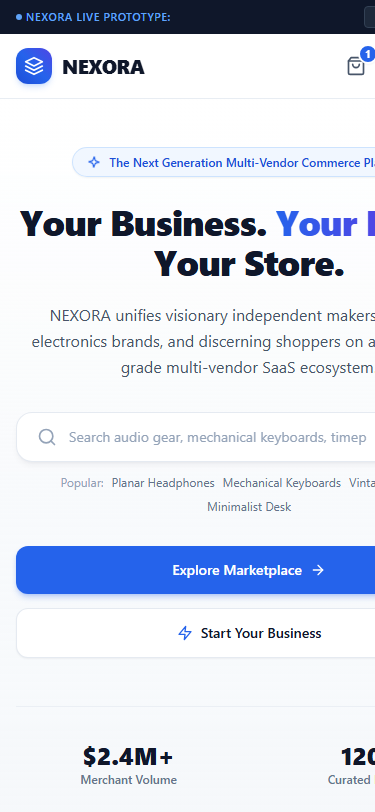 NEXORA LIVE PROTOTYPE:
NEXORA
1
The Next Generation Multi-Vendor Commerce
Your Business. Your
Your Store.
NEXORA unifies visionary independent makers
electronics brands, and discerning shoppers on a
grade multi-vendor SaaS ecosystem
Search audio gear, mechanical keyboards, timep
Popular: Planar Headphones Mechanical Keyboards
Minimalist Desk
Explore Marketplace
Start Your Business
$2.4M+
Merchant Volume
120
Curated